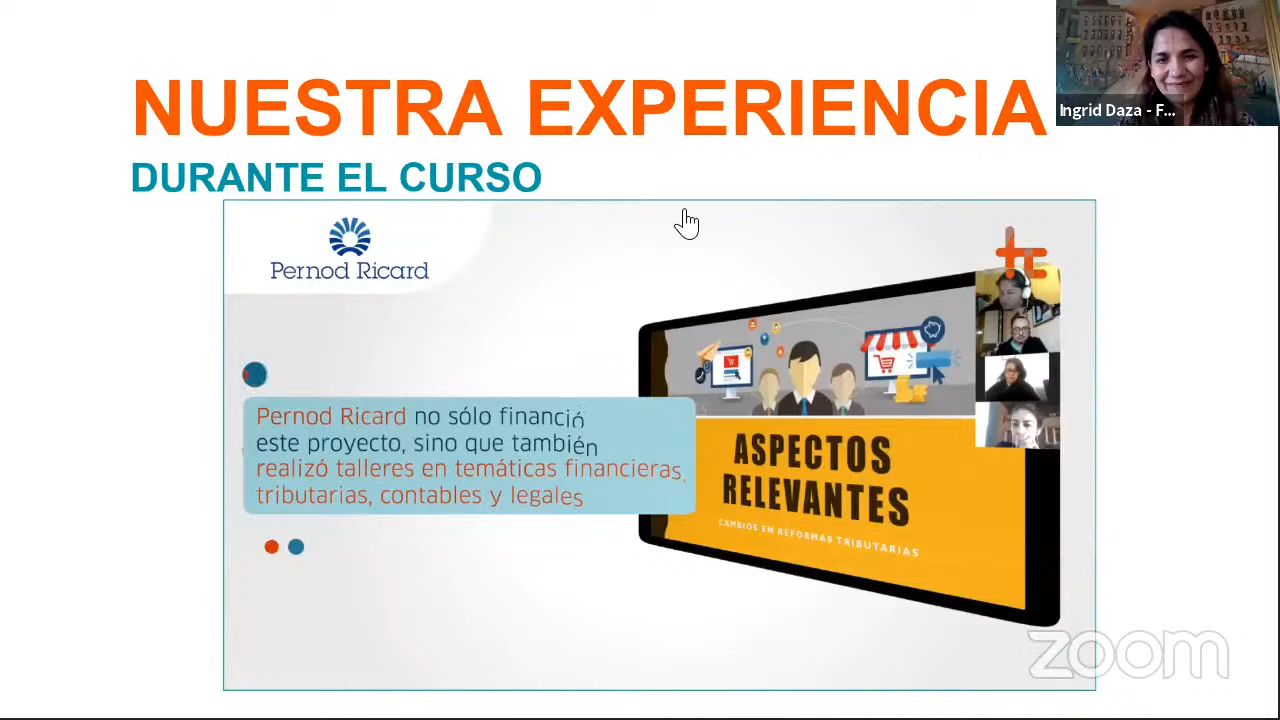 NUESTRA EXPERIENCIA
DURANTE EL CURSO
Ingrid Daza - F...
Pernod Ricard
tc
Pernod Ricard no sólo financió
este proyecto, sino que también
realizó talleres en temáticas financieras,
tributarias, contables y legales
ASPECTOS
RELEVANTES
CAMBIOS EN REFORMAS TRIBUTARIAS
zoom